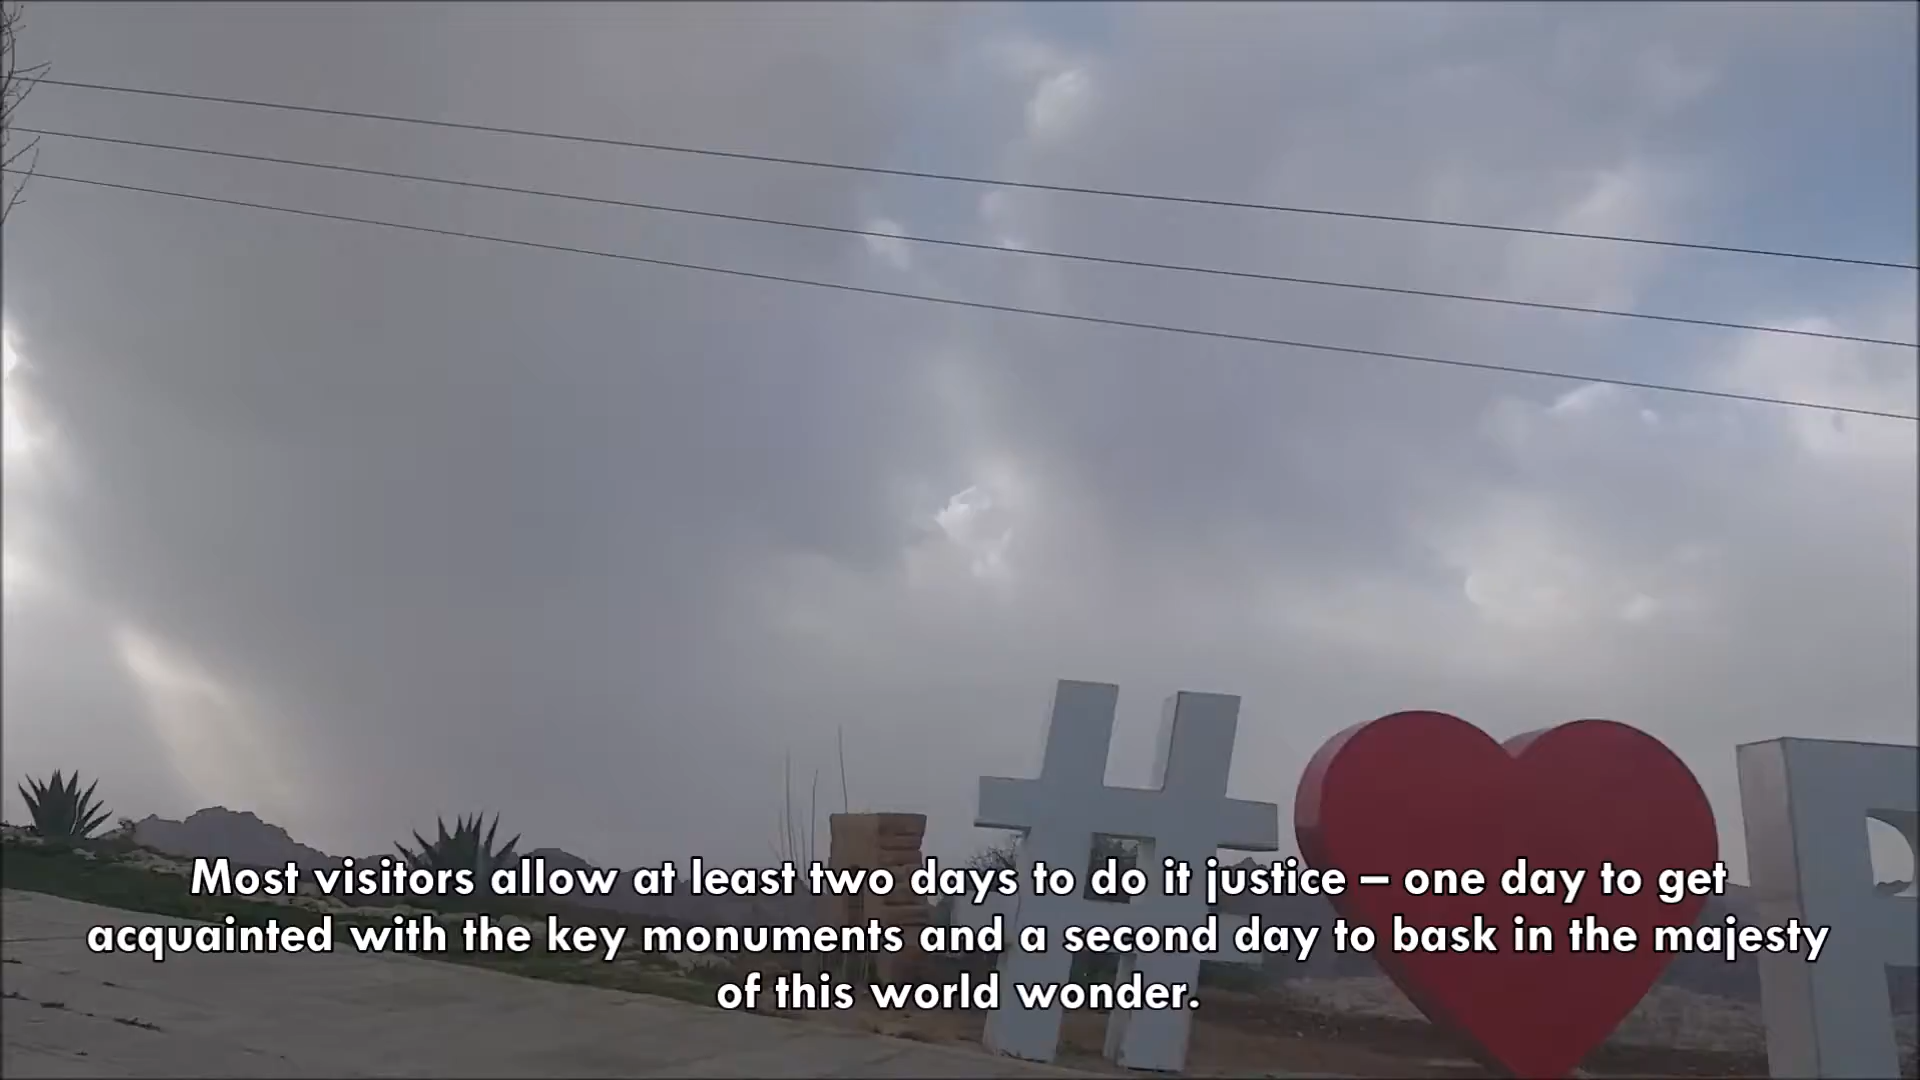 # ❤ P
Most visitors allow at least two days to do it justice – one day to get
acquainted with the key monuments and a second day to bask in the majesty
of this world wonder.